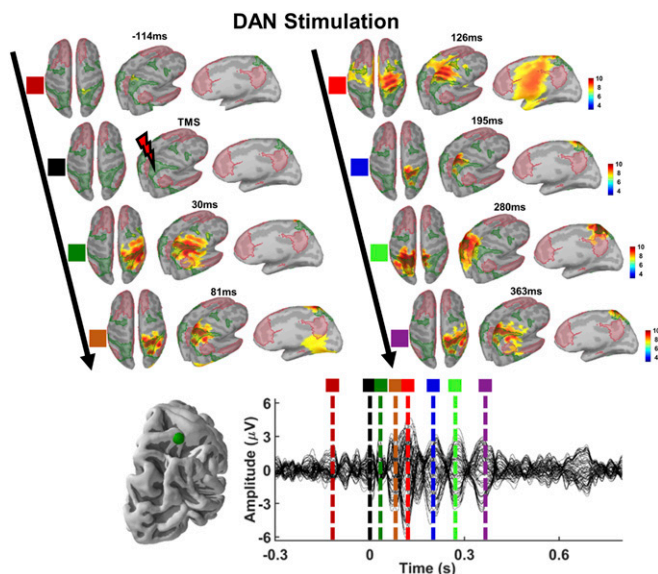 DAN Stimulation
-114ms
TMS
30ms
81ms
126ms
10
8
6
4
195ms
10
8
6
4
280ms
10
8
6
4
363ms
10
8
6
4
Amplitude (μV)
6
3
0
-3
-6
-0.3
0
0.3
0.6
Time (s)